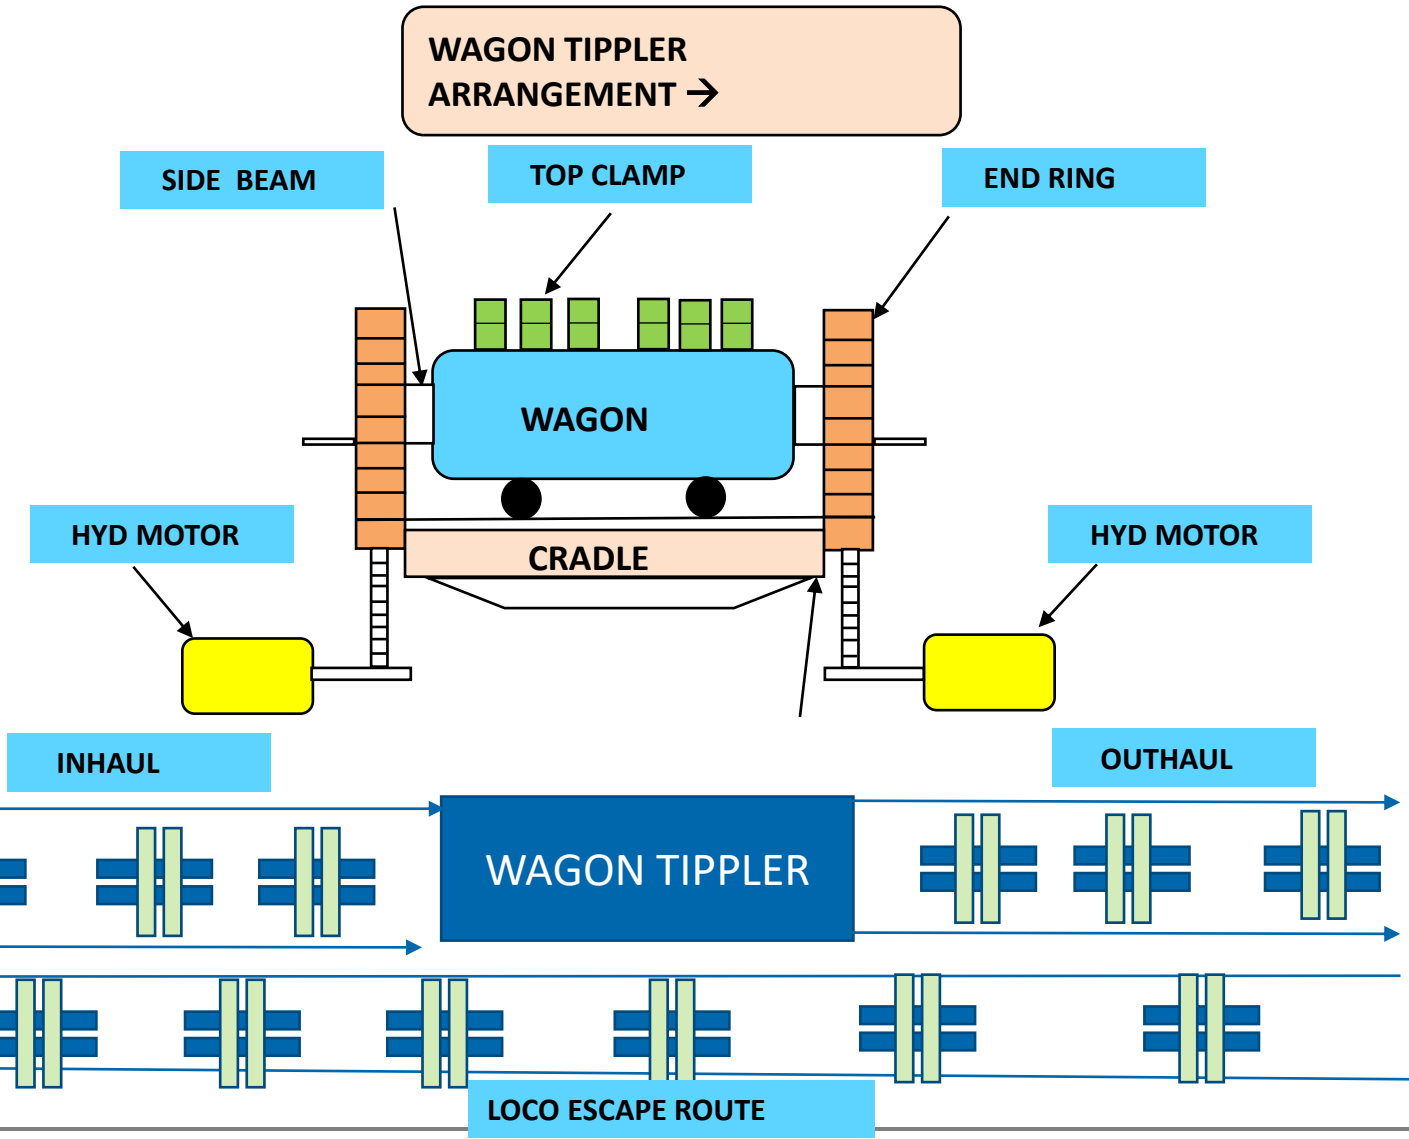 WAGON TIPPLER
ARRANGEMENT →
SIDE BEAM
TOP CLAMP
END RING
WAGON
HYD MOTOR
CRADLE
HYD MOTOR
INHAUL
OUTHAUL
WAGON TIPPLER
LOCO ESCAPE ROUTE